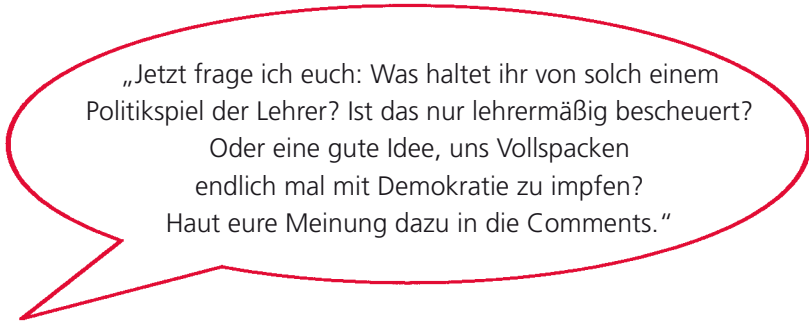 „Jetzt frage ich euch: Was haltet ihr von solch einem
Politikspiel der Lehrer? Ist das nur lehrermäßig bescheuert?
Oder eine gute Idee, uns Vollspacken
endlich mal mit Demokratie zu impfen?
Haut eure Meinung dazu in die Comments.“